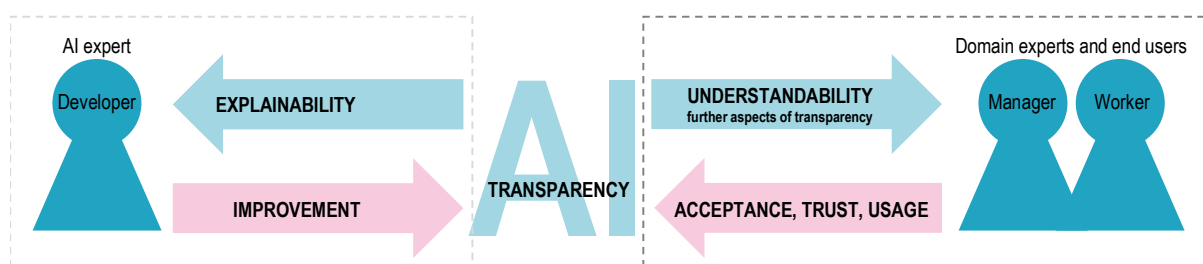 AI expert
Developer
EXPLAINABILITY
IMPROVEMENT
AI
TRANSPARENCY
Domain experts and end users
UNDERSTANDABILITY
further aspects of transparency
Manager
Worker
ACCEPTANCE, TRUST, USAGE